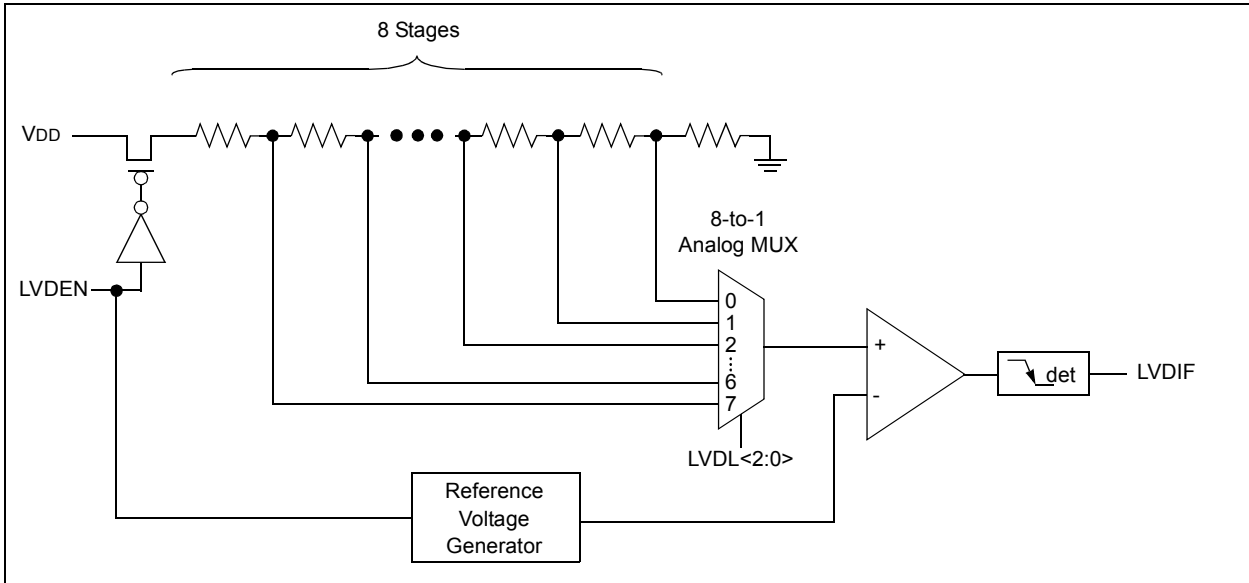 8 Stages
VDD
8-to-1
Analog MUX
LVDEN
0
1
2
6
7
+
-
det
LVDIF
LVDL<2:0>
Reference
Voltage
Generator